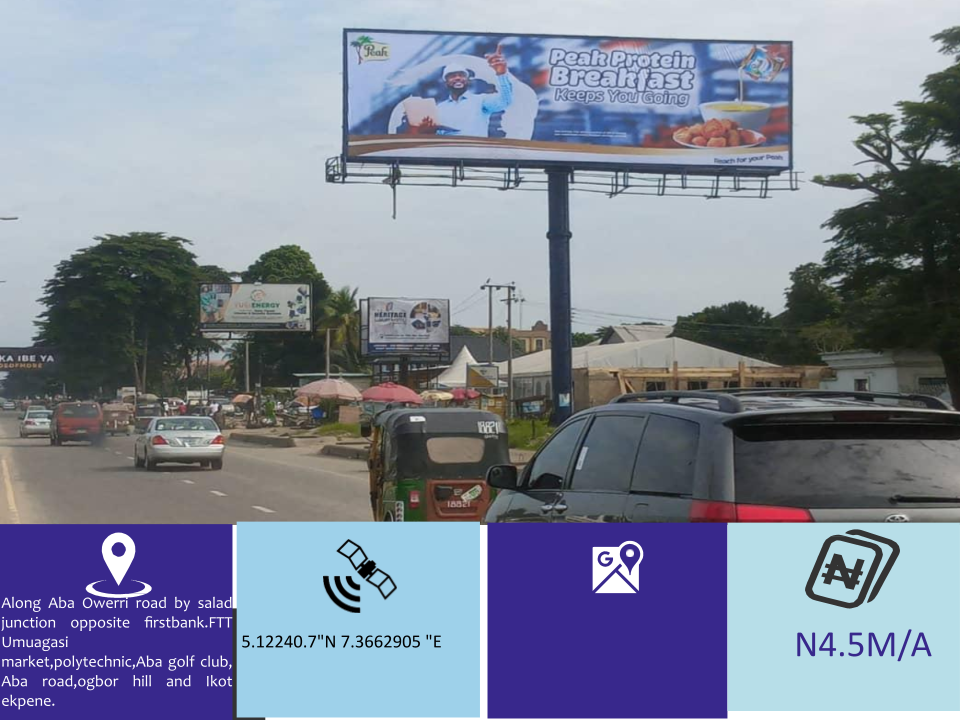 Peak
Peak Protein
Breakfast
Keeps You Going
Reach for your Peak
ENERGY
HERITAGE
KA IBE YA
18821
Along Aba Owerri road by salad
junction opposite firstbank.FTT
Umuagasi
market,polytechnic,Aba golf club,
Aba road,ogbor hill and Ikot
ekpene.
5.12240.7"N 7.3662905 "E
G
N4.5M/A